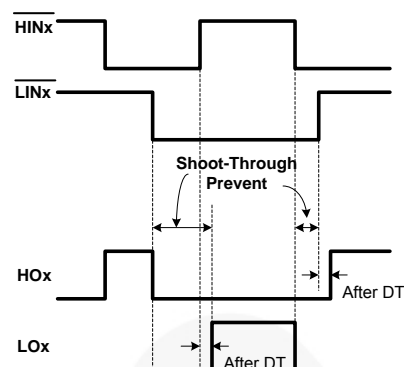 HINx
LINx
Shoot-Through
Prevent
HOx
After DT
LOx
After DT